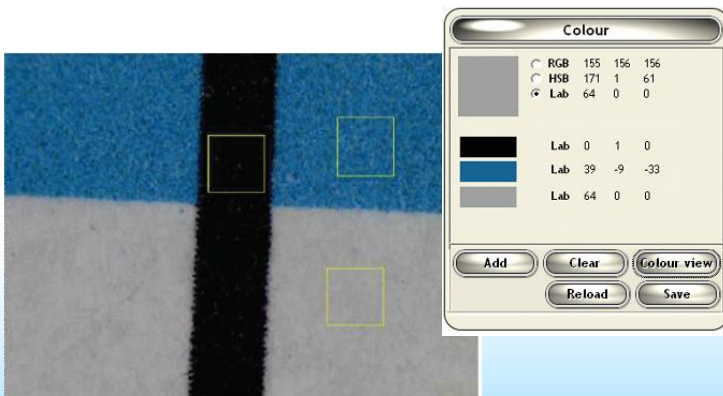 Colour
RGB 155 156 156
HSB 171 1 61
Lab 64 0 0
Lab 0 1 0
Lab 39 -9 -33
Lab 64 0 0
Add Clear Colour view
Reload Save